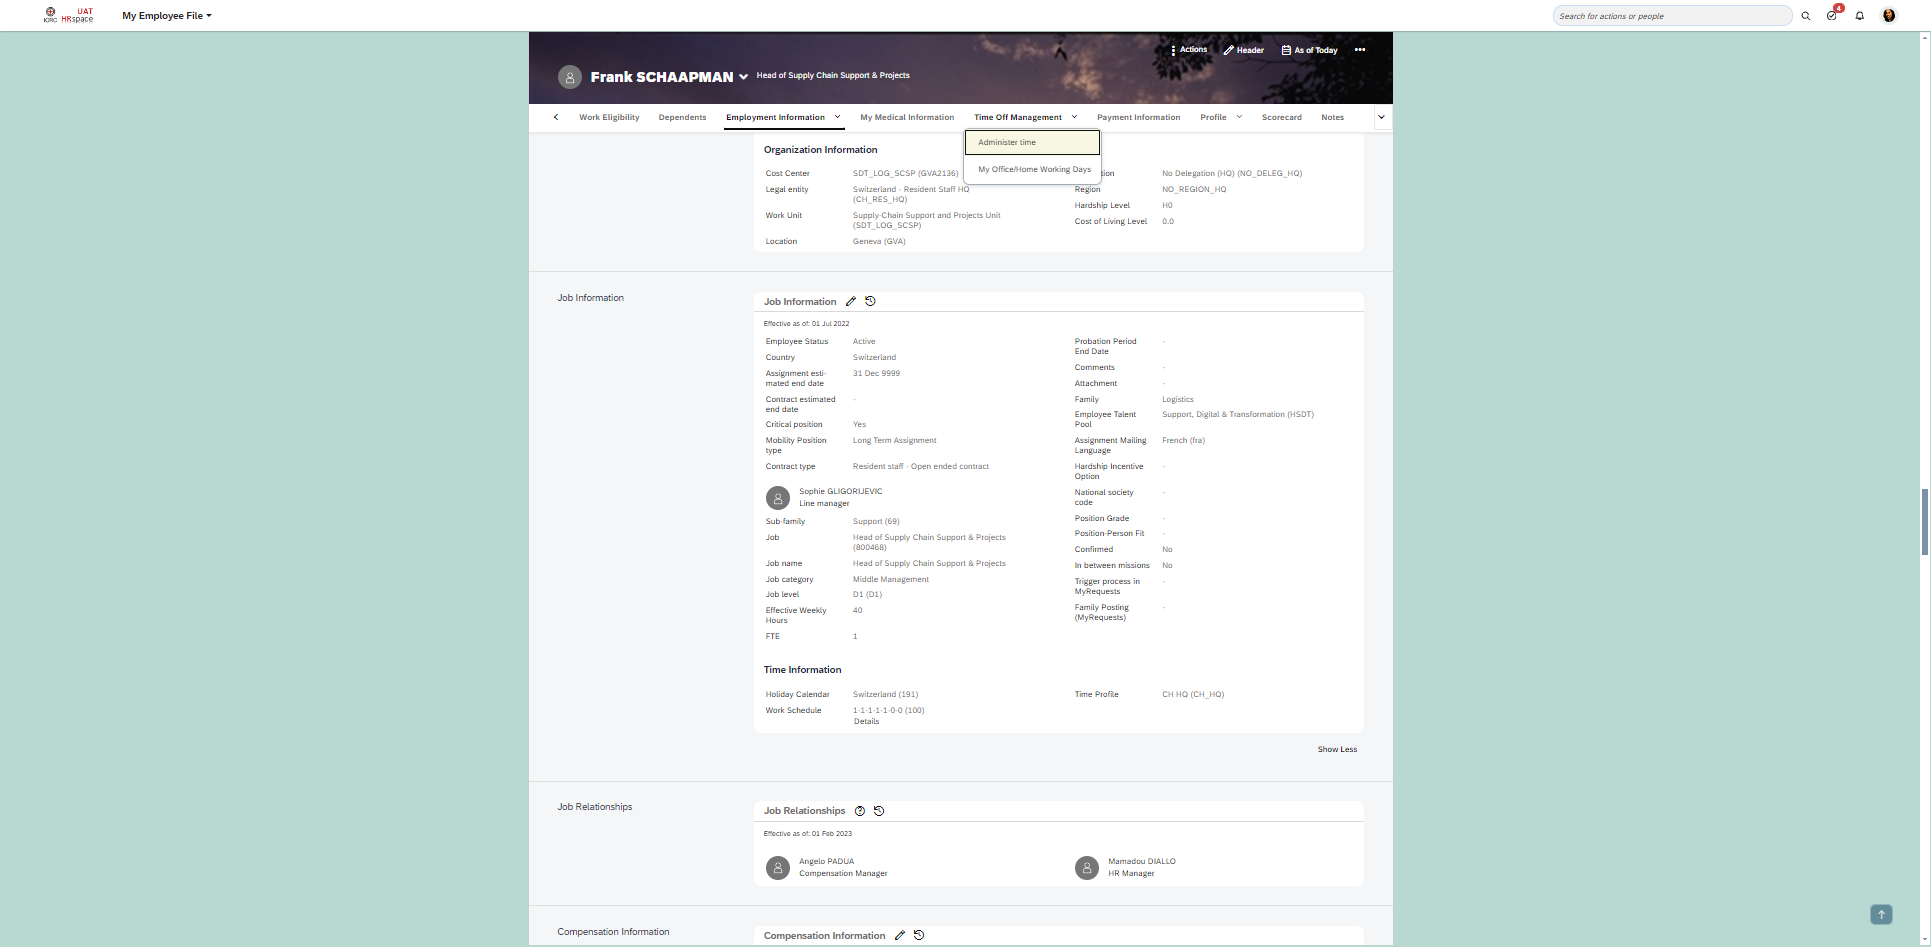 ICRC
UAT
HRspace
My Employee File
Search for actions or people
4
Actions
Header
As of Today
Frank SCHAAPMAN
Head of Supply Chain Support & Projects
Work Eligibility
Dependents
Employment Information
My Medical Information
Time Off Management
Payment Information
Profile
Scorecard
Notes
Administer time
My Office/Home Working Days
Organization Information
Cost Center
SDT_LOG_SCSP (GVA2136)
Legal entity
Switzerland - Resident Staff HQ
(CH_RES_HQ)
Work Unit
Supply-Chain Support and Projects Unit
(SDT_LOG_SCSP)
Location
Geneva (GVA)
tion
No Delegation (HQ) (NO_DELEG_HQ)
Region
NO_REGION_HQ
Hardship Level
H0
Cost of Living Level
0.0
Job Information
Job Information
Effective as of: 01 Jul 2022
Employee Status
Active
Country
Switzerland
Assignment esti-
mated end date
31 Dec 9999
Contract estimated
end date
-
Critical position
Yes
Mobility Position
type
Long Term Assignment
Contract type
Resident staff - Open ended contract
Sophie GLIGORIJEVIC
Line manager
Sub-family
Support (69)
Job
Head of Supply Chain Support & Projects
(800468)
Job name
Head of Supply Chain Support & Projects
Job category
Middle Management
Job level
D1 (D1)
Effective Weekly
Hours
40
FTE
1
Probation Period
End Date
-
Comments
-
Attachment
-
Family
Logistics
Employee Talent
Pool
Support, Digital & Transformation (HSDT)
Assignment Mailing
Language
French (fra)
Hardship Incentive
Option
-
National society
code
-
Position Grade
-
Position-Person Fit
-
Confirmed
No
In between missions
No
Trigger process in
MyRequests
-
Family Posting
(MyRequests)
-
Time Information
Holiday Calendar
Switzerland (191)
Work Schedule
1-1-1-1-1-0-0 (100)
Details
Time Profile
CH HQ (CH_HQ)
Show Less
Job Relationships
Job Relationships
Effective as of: 01 Feb 2023
Angelo PADUA
Compensation Manager
Mamadou DIALLO
HR Manager
Compensation Information
Compensation Information